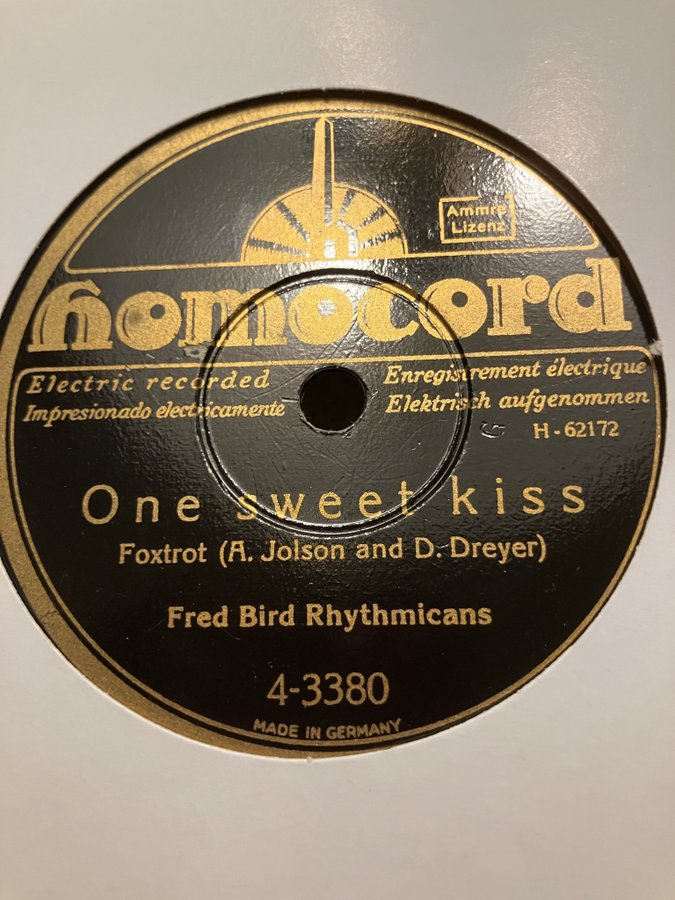 Ammre
Lizenz
homocord
Electric recorded
Enregistrement électrique
Impresionado electricamente
Elektrisch aufgenommen
H-62172
One sweet kiss
Foxtrot (A. Jolson and D. Dreyer)
Fred Bird Rhythmicans
4-3380
MADE IN GERMANY